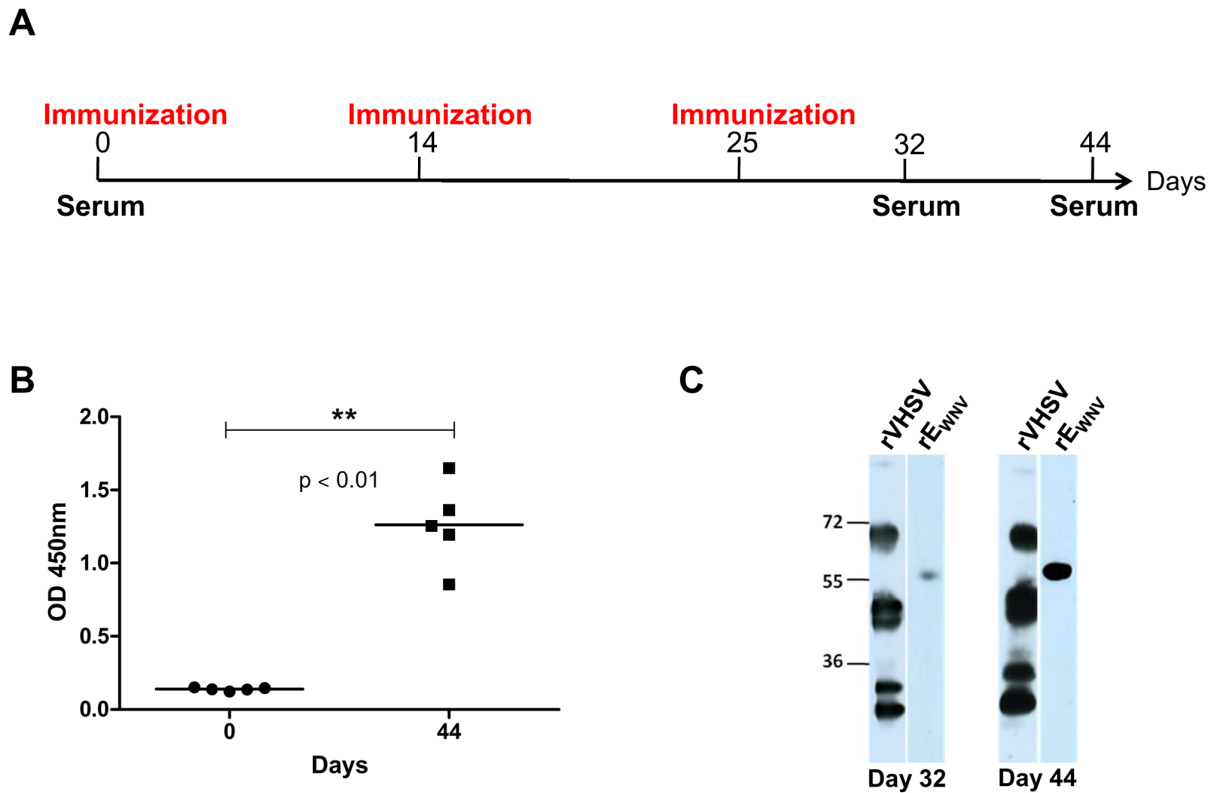 A
Immunization Immunization Immunization
0 14 25 32 44
Days
Serum Serum Serum
B
2.0
1.5
1.0
0.5
0.0
OD 450nm
**
p < 0.01
0 44
Days
C
rVHSV rEWNV rVHSV rEWNV
72
55
36
Day 32 Day 44